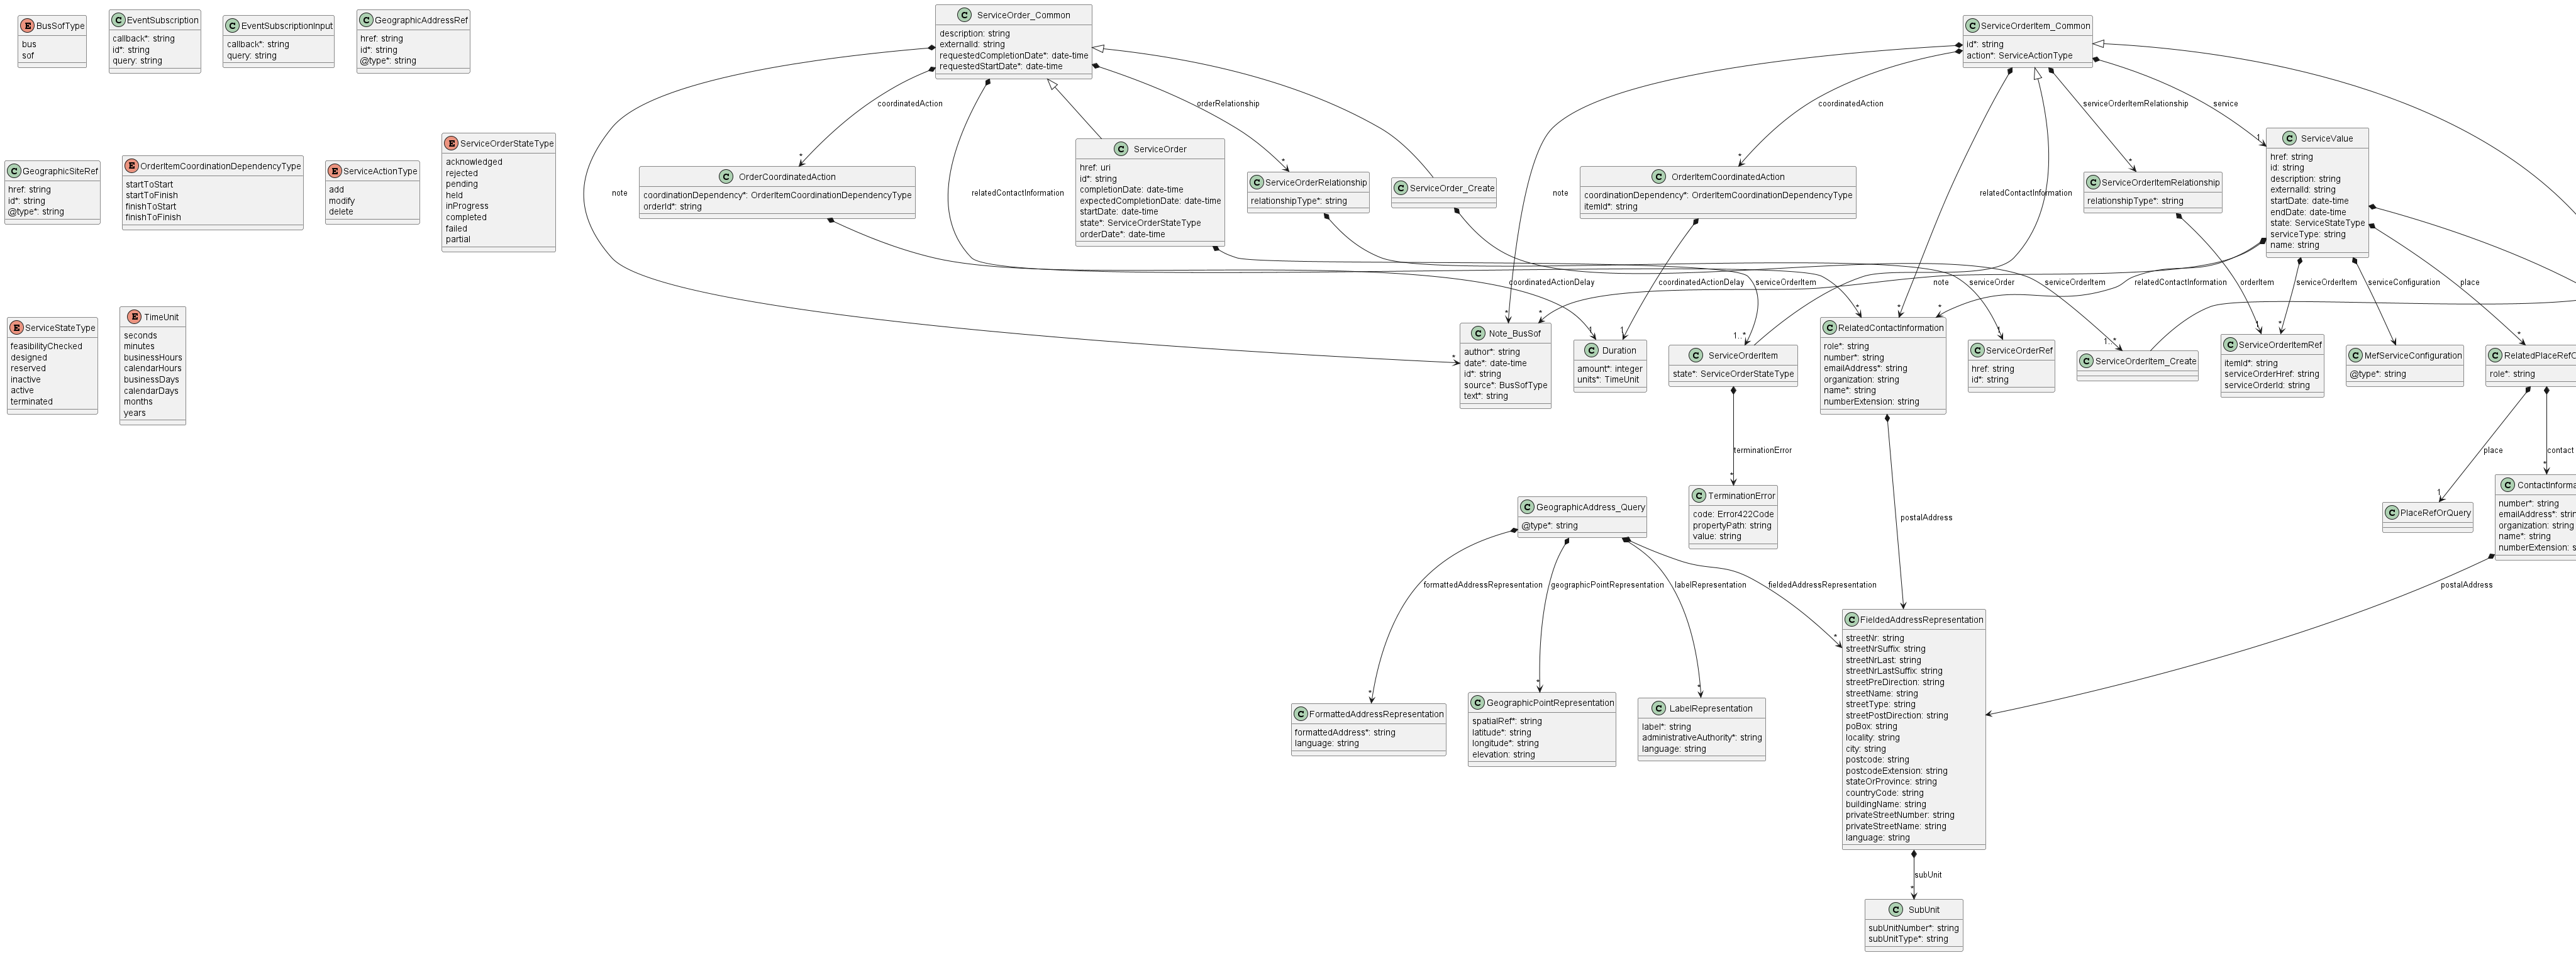 BusSofType
bus
sof
EventSubscription
callback*: string
id*: string
query: string
EventSubscriptionInput
callback*: string
query: string
GeographicAddressRef
href: string
id*: string
@type*: string
ServiceOrder_Common
description: string
externalId: string
requestedCompletionDate*: date-time
requestedStartDate*: date-time
ServiceOrderItem_Common
id*: string
action*: ServiceActionType
coordinatedAction
orderRelationship
coordinatedAction
serviceOrderItemRelationship
service
GeographicSiteRef
href: string
id*: string
@type*: string
OrderItemCoordinationDependencyType
startToStart
startToFinish
finishToStart
finishToFinish
ServiceActionType
add
modify
delete
ServiceOrderStateType
acknowledged
rejected
pending
held
inProgress
completed
failed
partial
note
*
OrderCoordinatedAction
coordinationDependency*: OrderItemCoordinationDependencyType
orderId*: string
relatedContactInformation
ServiceOrder
href: uri
id*: string
completionDate: date-time
expectedCompletionDate: date-time
startDate: date-time
state*: ServiceOrderStateType
orderDate*: date-time
*
ServiceOrderRelationship
relationshipType*: string
ServiceOrder_Create
note
*
OrderItemCoordinatedAction
coordinationDependency*: OrderItemCoordinationDependencyType
itemId*: string
relatedContactInformation
*
ServiceOrderItemRelationship
relationshipType*: string
1
ServiceValue
href: string
id: string
description: string
externalId: string
startDate: date-time
endDate: date-time
state: ServiceStateType
serviceType: string
name: string
coordinatedActionDelay
coordinatedActionDelay
serviceOrderItem
note
serviceOrder
serviceOrderItem
relatedContactInformation
orderItem
serviceOrderItem
serviceConfiguration
place
ServiceStateType
feasibilityChecked
designed
reserved
inactive
active
terminated
TimeUnit
seconds
minutes
businessHours
calendarHours
businessDays
calendarDays
months
years
*
*
*
Note_BusSof
author*: string
date*: date-time
id*: string
source*: BusSofType
text*: string
1
1
Duration
amount*: integer
units*: TimeUnit
1..*
ServiceOrderItem
state*: ServiceOrderStateType
*
*
*
RelatedContactInformation
role*: string
number*: string
emailAddress*: string
organization: string
name*: string
numberExtension: string
1
ServiceOrderRef
href: string
id*: string
1..*
ServiceOrderItem_Create
1
*
ServiceOrderItemRef
itemId*: string
serviceOrderHref: string
serviceOrderId: string
MefServiceConfiguration
@type*: string
*
RelatedPlaceRefO
role*: string
terminationError
place
contact
GeographicAddress_Query
@type*: string
*
TerminationError
code: Error422Code
propertyPath: string
value: string
postalAddress
1
PlaceRefOrQuery
*
ContactInforma
number*: string
emailAddress*: strin
organization: string
name*: string
numberExtension: s
formattedAddressRepresentation
geographicPointRepresentation
labelRepresentation
fieldedAddressRepresentation
postalAddress
*
FormattedAddressRepresentation
formattedAddress*: string
language: string
*
GeographicPointRepresentation
spatialRef*: string
latitude*: string
longitude*: string
elevation: string
*
LabelRepresentation
label*: string
administrativeAuthority*: string
language: string
*
FieldedAddressRepresentation
streetNr: string
streetNrSuffix: string
streetNrLast: string
streetNrLastSuffix: string
streetPreDirection: string
streetName: string
streetType: string
streetPostDirection: string
poBox: string
locality: string
city: string
postcode: string
postcodeExtension: string
stateOrProvince: string
countryCode: string
buildingName: string
privateStreetNumber: string
privateStreetName: string
language: string
subUnit
*
SubUnit
subUnitNumber*: string
subUnitType*: string